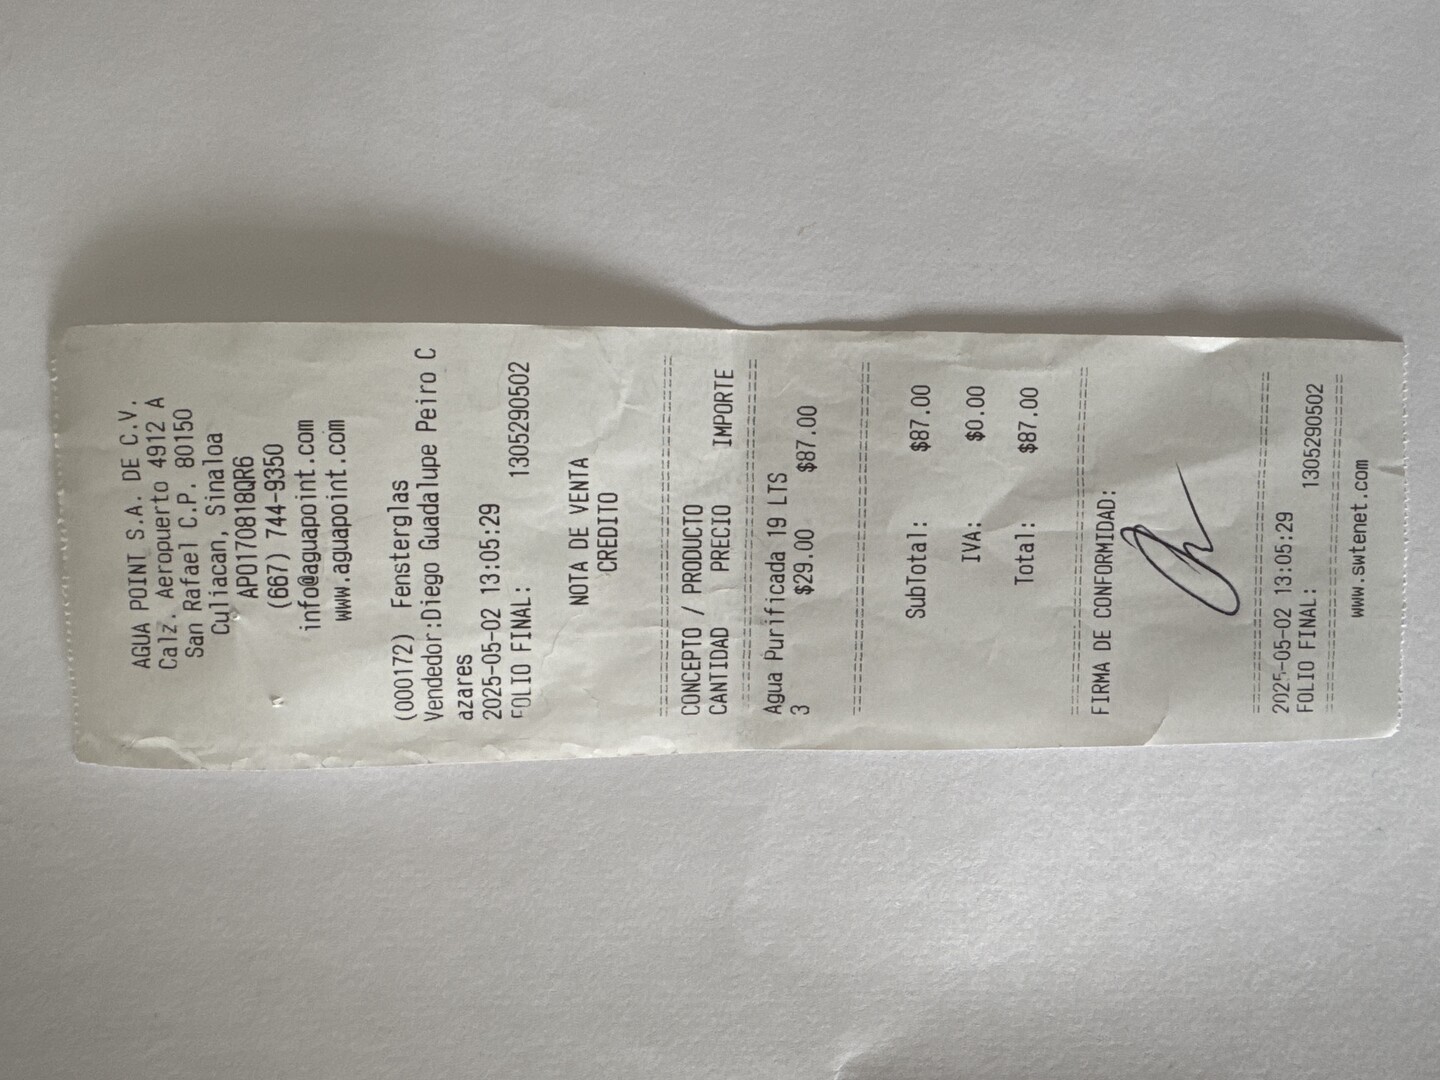 AGUA POINT S.A. DE C.V.
Calz. Aeropuerto 4912 A
San Rafael C.P. 80150
Culiacan, Sinaloa
APO170818QR6
(667) 744-9350
info@aguapoint.com
www.aguapoint.com
(000172) Fensterglas
Vendedor:Diego Guadalupe Peiro C
azares
2025-05-02 13:05:29
FOLIO FINAL: 1305290502
NOTA DE VENTA
CREDITO
================================
CONCEPTO / PRODUCTO
CANTIDAD PRECIO IMPORTE
================================
Agua Purificada 19 LTS
3 $29.00 $87.00
================================
SubTotal: $87.00
IVA: $0.00
Total: $87.00
================================
FIRMA DE CONFORMIDAD:
================================
2025-05-02 13:05:29
FOLIO FINAL: 1305290502
================================
www.swtenet.com